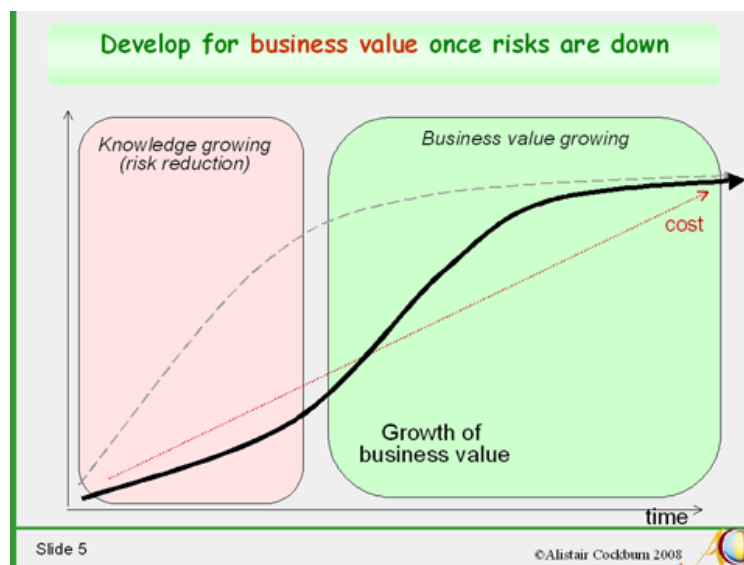 Develop for business value once risks are down
Knowledge growing
(risk reduction)
Business value growing
cost
Growth of
business value
time
Slide 5
©Alistair Cockburn 2008